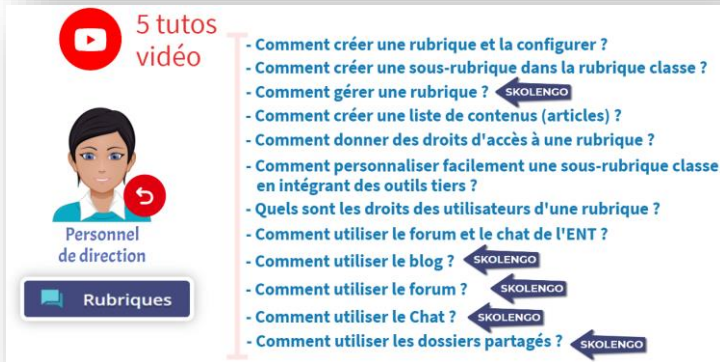 5 tutos
vidéo
- Comment créer une rubrique et la configurer ?
- Comment créer une sous-rubrique dans la rubrique classe ?
- Comment gérer une rubrique ? SKOLENGO
- Comment créer une liste de contenus (articles) ?
- Comment donner des droits d'accès à une rubrique ?
- Comment personnaliser facilement une sous-rubrique classe
en intégrant des outils tiers ?
- Quels sont les droits des utilisateurs d'une rubrique ?
- Comment utiliser le forum et le chat de l'ENT ?
- Comment utiliser le blog ? SKOLENGO
- Comment utiliser le forum ? SKOLENGO
- Comment utiliser le Chat ? SKOLENGO
- Comment utiliser les dossiers partagés ? SKOLENGO
Personnel
de direction
Rubriques